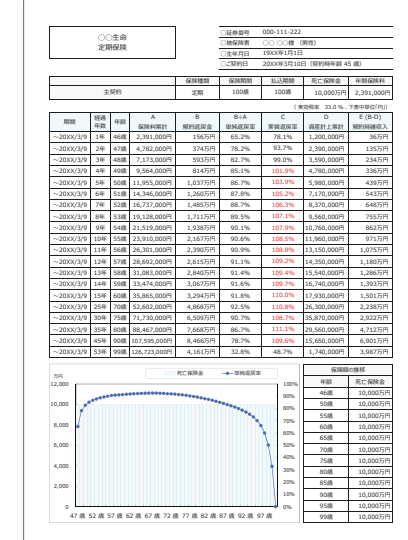 ○○生命
定期保険
□証券番号 000-111-222
□被保険者 ○○ ○○様 （男性）
□生年月日 19XX年1月1日
□ご契約日 20XX年3月10日（契約時年齢 45 歳）
保険種類 保険期間 払込期間 死亡保険金 年間保険料
主契約 定期 100歳 100歳 10,000万円 2,391,000円
（ 実効税率 33.0 %、下表中単位「円」）
期間 経過年数 年齢 A 保険料累計 B 解約返戻金 B÷A 単純返戻率 C 実質返戻率 D 資産計上累計 E (B-D) 解約時雑収入
～20XX/3/9 1年 46歳 2,391,000円 156万円 65.2% 78.1% 1,200,000円 36万円
～20XX/3/9 2年 47歳 4,782,000円 374万円 78.2% 93.7% 2,390,000円 135万円
～20XX/3/9 3年 48歳 7,173,000円 593万円 82.7% 99.0% 3,590,000円 234万円
～20XX/3/9 4年 49歳 9,564,000円 814万円 85.1% 101.9% 4,780,000円 336万円
～20XX/3/9 5年 50歳 11,955,000円 1,037万円 86.7% 103.9% 5,980,000円 439万円
～20XX/3/9 6年 51歳 14,346,000円 1,260万円 87.8% 105.2% 7,170,000円 543万円
～20XX/3/9 7年 52歳 16,737,000円 1,485万円 88.7% 106.3% 8,370,000円 648万円
～20XX/3/9 8年 53歳 19,128,000円 1,711万円 89.5% 107.1% 9,560,000円 755万円
～20XX/3/9 9年 54歳 21,519,000円 1,938万円 90.1% 107.9% 10,760,000円 862万円
～20XX/3/9 10年 55歳 23,910,000円 2,167万円 90.6% 108.5% 11,960,000円 971万円
～20XX/3/9 11年 56歳 26,301,000円 2,390万円 90.9% 108.8% 13,150,000円 1,075万円
～20XX/3/9 12年 57歳 28,692,000円 2,615万円 91.1% 109.2% 14,350,000円 1,180万円
～20XX/3/9 13年 58歳 31,083,000円 2,840万円 91.4% 109.4% 15,540,000円 1,286万円
～20XX/3/9 14年 59歳 33,474,000円 3,067万円 91.6% 109.7% 16,740,000円 1,393万円
～20XX/3/9 15年 60歳 35,865,000円 3,294万円 91.8% 110.0% 17,930,000円 1,501万円
～20XX/3/9 25年 70歳 52,602,000円 4,868万円 92.5% 110.8% 26,300,000円 2,238万円
～20XX/3/9 30年 75歳 71,730,000円 6,509万円 90.7% 108.7% 35,870,000円 2,922万円
～20XX/3/9 35年 80歳 88,467,000円 7,668万円 86.7% 111.1% 29,560,000円 4,712万円
～20XX/3/9 45年 90歳 107,595,000円 8,466万円 78.7% 109.6% 15,650,000円 6,901万円
～20XX/3/9 53年 99歳 126,723,000円 4,161万円 32.8% 48.7% 1,740,000円 3,987万円
万円 死亡保険金 単純返戻率
12,000 100%
90%
10,000 80%
8,000 70%
60%
6,000 50%
4,000 40%
30%
2,000 20%
10%
0 0%
47 歳 52 歳 57 歳 62 歳 67 歳 72 歳 77 歳 82 歳 87 歳 92 歳 97 歳
保障額の推移
年齢 死亡保険金
46歳 10,000万円
50歳 10,000万円
55歳 10,000万円
60歳 10,000万円
65歳 10,000万円
70歳 10,000万円
75歳 10,000万円
80歳 10,000万円
85歳 10,000万円
90歳 10,000万円
95歳 10,000万円
99歳 10,000万円